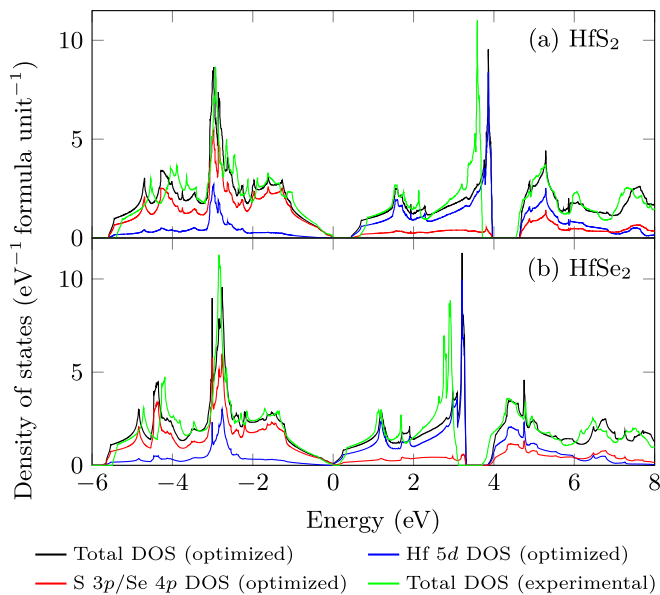 10
5
0
(a) HfS₂
10
5
0
(b) HfSe₂
−6 −4 −2 0 2 4 6 8
Density of states (eV⁻¹ formula unit⁻¹)
Energy (eV)
Total DOS (optimized) Hf 5d DOS (optimized)
S 3p/Se 4p DOS (optimized) Total DOS (experimental)